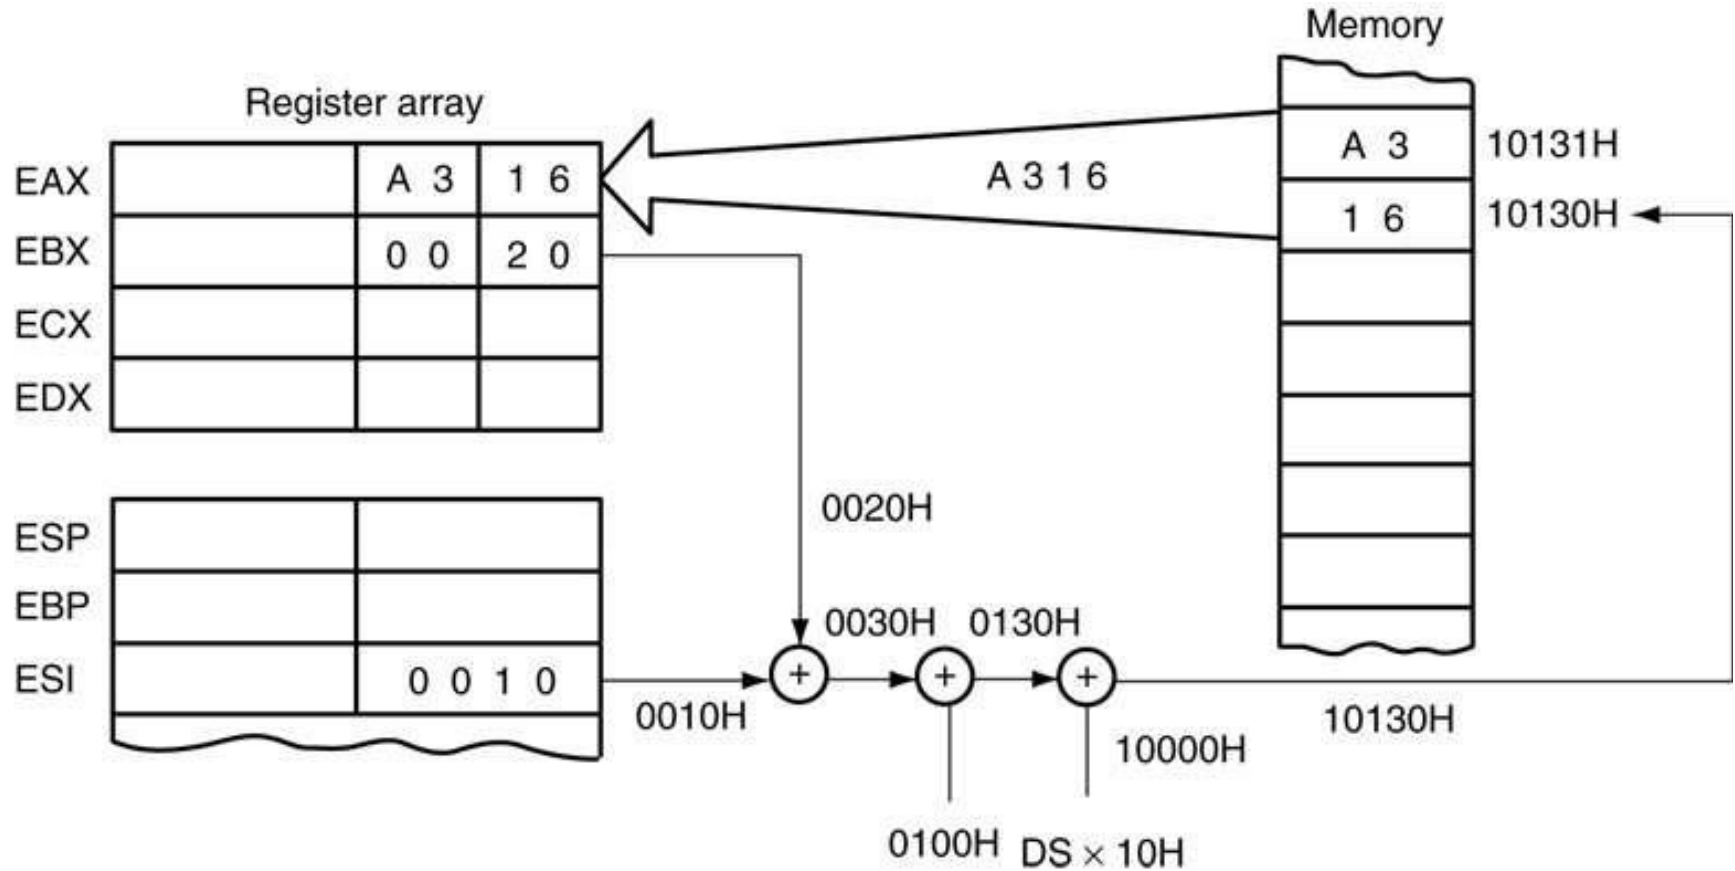 Memory
Register array
EAX A 3 1 6
A 3 1 6
A 3 10131H
1 6 10130H
EBX 0 0 2 0
ECX
EDX
ESP
0020H
EBP
0030H 0130H
ESI 0 0 1 0
+ + +
0010H
10130H
10000H
0100H DS × 10H